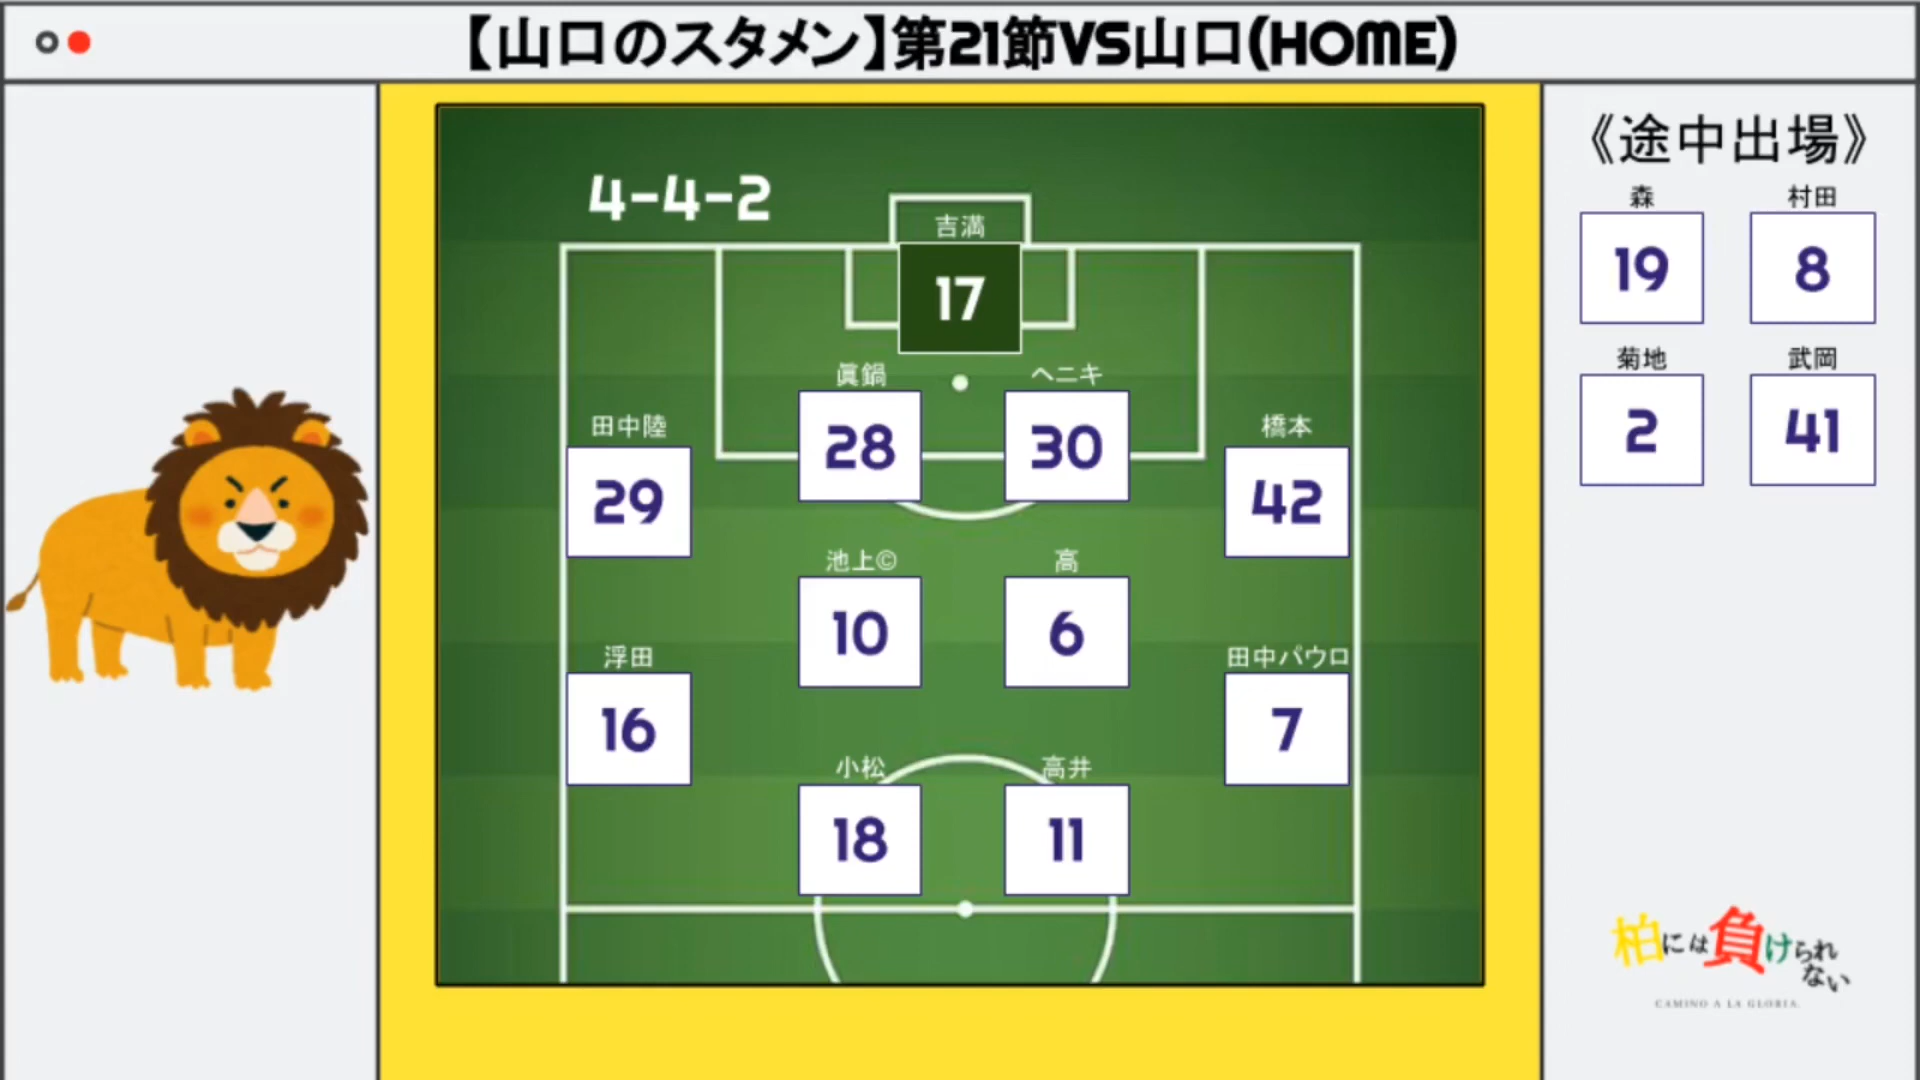 【山口のスタメン】第21節VS山口(HOME)
4-4-2
吉満
17
眞鍋
28
ヘニキ
30
田中陸
29
橋本
42
池上©
10
高
6
浮田
16
田中パウロ
7
小松
18
高井
11
《途中出場》
森
村田
19
8
菊地
武岡
2
41
柏には負けられない
CAMINO A LA GLORIA.